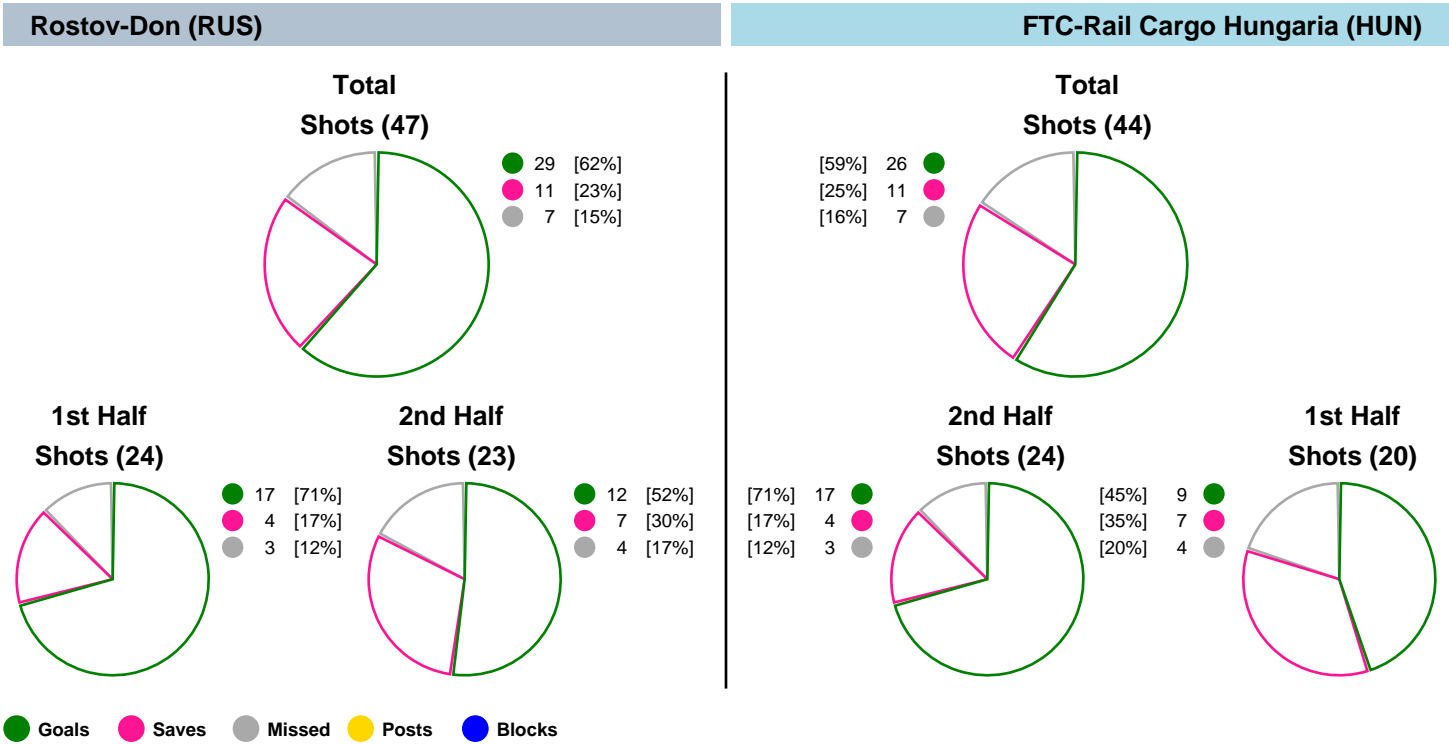 Rostov-Don (RUS)
FTC-Rail Cargo Hungaria (HUN)
Total
Shots (47)
29 [62%]
11 [23%]
7 [15%]
Total
Shots (44)
[59%] 26
[25%] 11
[16%] 7
1st Half
Shots (24)
17 [71%]
4 [17%]
3 [12%]
2nd Half
Shots (23)
12 [52%]
7 [30%]
4 [17%]
2nd Half
Shots (24)
[71%] 17
[17%] 4
[12%] 3
1st Half
Shots (20)
[45%] 9
[35%] 7
[20%] 4
Goals Saves Missed Posts Blocks